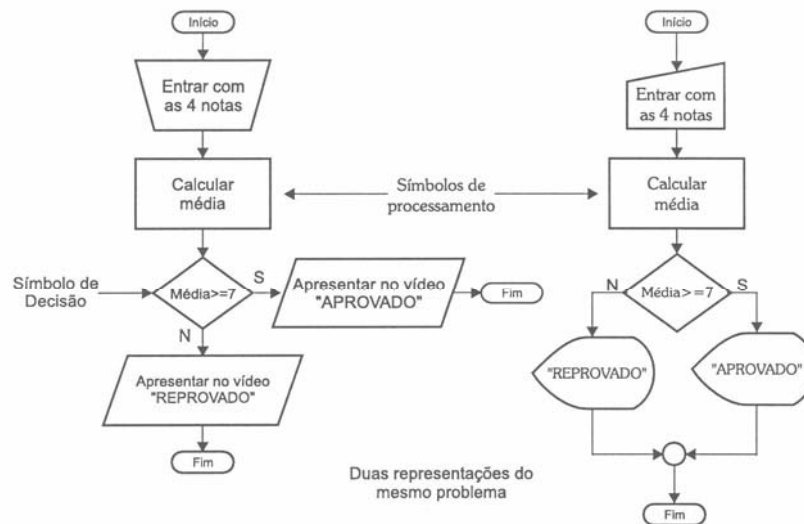 Início
Entrar com
as 4 notas
Calcular
média
Símbolo de
Decisão
Média>=7
S
N
Apresentar no vídeo
"APROVADO"
Fim
Apresentar no vídeo
"REPROVADO"
Fim
Símbolos de
processamento
Início
Entrar com
as 4 notas
Calcular
média
N
Média>=7
S
"REPROVADO"
"APROVADO"
Fim
Duas representações do
mesmo problema